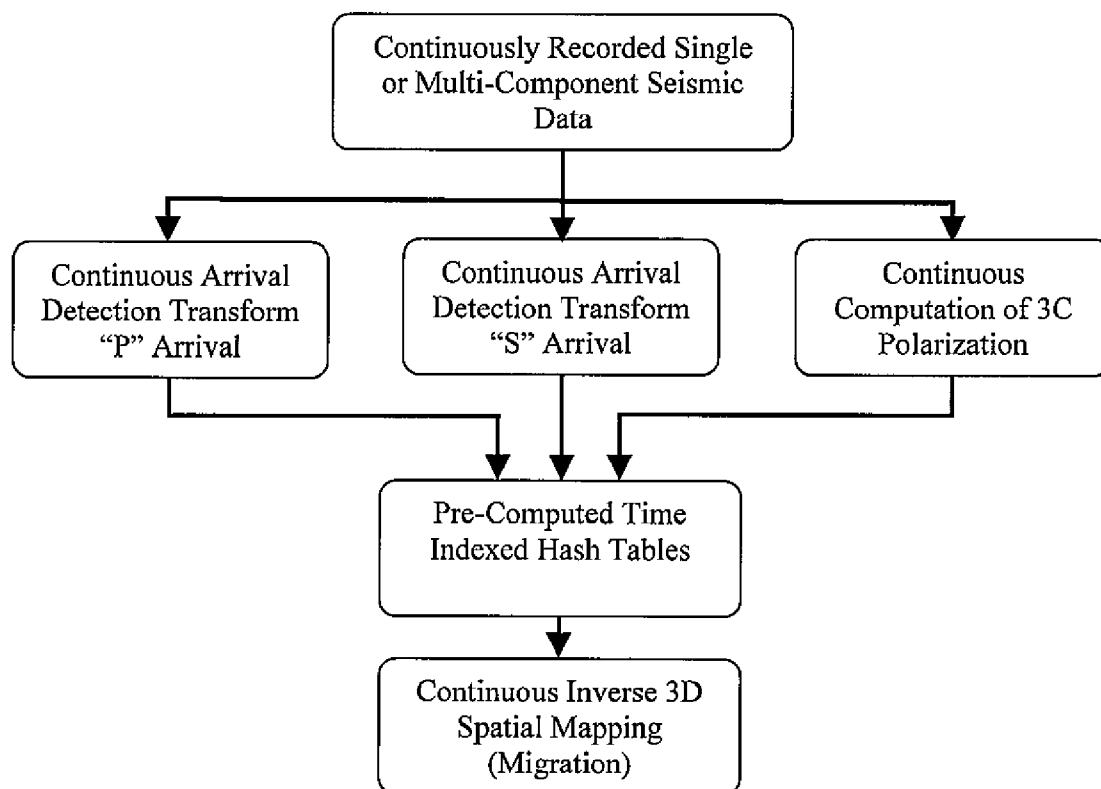 Continuously Recorded Single
or Multi-Component Seismic
Data
Continuous Arrival
Detection Transform
“P” Arrival
Continuous Arrival
Detection Transform
“S” Arrival
Continuous
Computation of 3C
Polarization
Pre-Computed Time
Indexed Hash Tables
Continuous Inverse 3D
Spatial Mapping
(Migration)